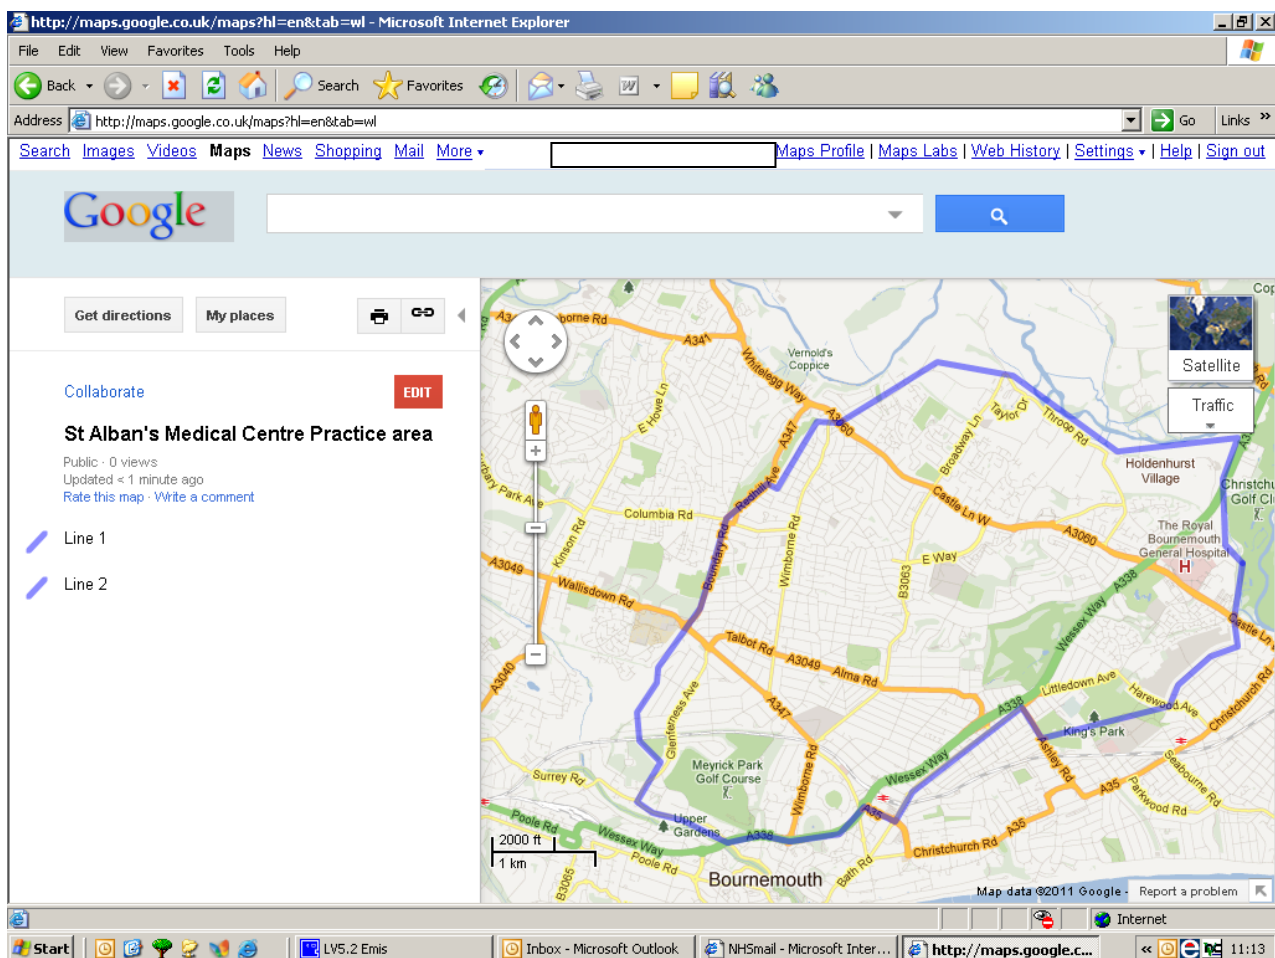 http://maps.google.co.uk/maps?hl=en&tab=wl - Microsoft Internet Explorer
File Edit View Favorites Tools Help
Back Search Favorites
Address http://maps.google.co.uk/maps?hl=en&tab=wl Go Links »
Search Images Videos Maps News Shopping Mail More Maps Profile | Maps Labs | Web History | Settings | Help | Sign out
Google
Get directions My places
Collaborate EDIT
St Alban's Medical Centre Practice area
Public · 0 views
Updated < 1 minute ago
Rate this map · Write a comment
Line 1
Line 2
Satellite
Traffic
A341
Vernold's
Coppice
Whitelegg Way
E Howe Ln
A347
A3060
Taylor Dr
Throop Rd
Broadway Ln
Holdenhurst
Village
Golf
Park Ave
Redhill Ave
Columbia Rd
Kinson Rd
Boundary Rd
Wimborne Rd
Castle Ln W
A3060
The Royal
Bournemouth
General Hospital
H
E Way
B3063
A338
Wessex Way
A3049
Wallisdown Rd
Talbot Rd
A3049
Alma Rd
Castle Ln
A3040
A347
Glenferness Ave
Littledown Ave
Harewood Ave
Christchurch Rd
A338
King's Park
Ashley Rd
Meyrick Park
Golf Course
Wimborne Rd
Wessex Way
Surrey Rd
A35
Seabourne Rd
Parkwood Rd
Upper
Gardens
A35
A35
Poole Rd
Wessex Way
A338
Christchurch Rd
2000 ft
1 km
Poole Rd
B3065
Bath Rd
Bournemouth
Map data ©2011 Google - Report a problem
Internet
Start LV5.2 Emis Inbox - Microsoft Outlook NHSmail - Microsoft Inter... http://maps.google.c... « 11:13